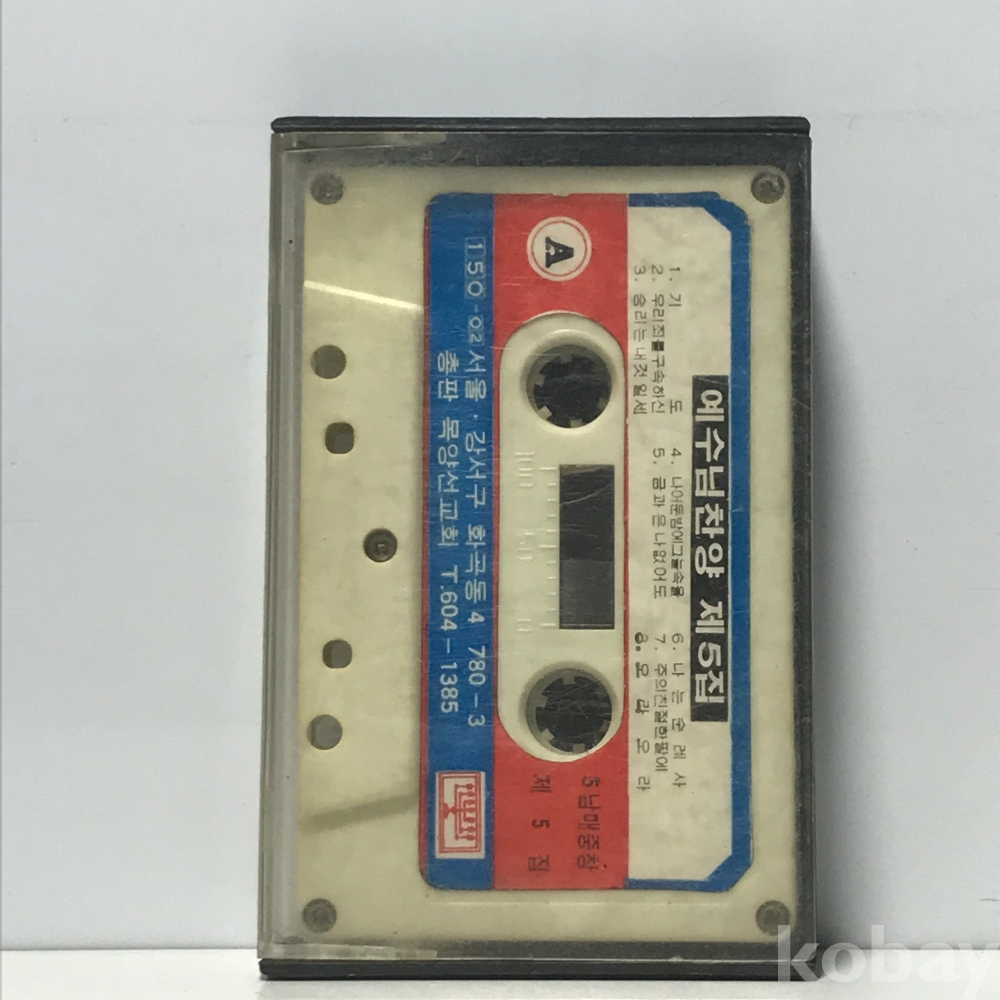 예수님찬양 제5집
1. 기 도
2. 우리죄를구속하신
3. 승리는내것일세
4. 나어둔밤에그늘속을
5. 금과 은 나없어도
6. 나 는 순 례 자
7. 주의친절한팔에
8. 오 라 오 라
A
100 50 0
5남매중창
제 5 집
150-02 서울·강서구 화곡동4 780-3
총판 목양선교회 T.604-1385
kobay